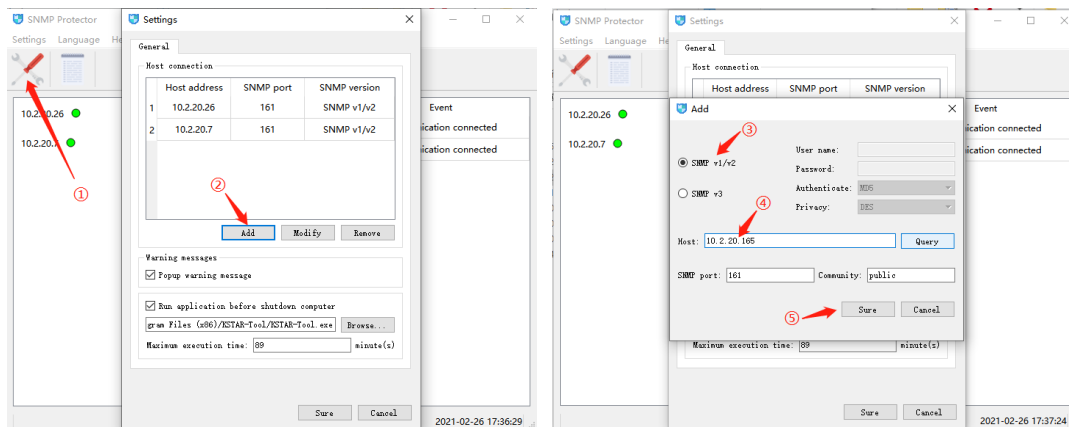 SNMP Protector
Settings Language He
10.2.20.26
10.2.20.7
①
Event
ication connected
ication connected
2021-02-26 17:36:29
Settings
General
Host connection
Host address SNMP port SNMP version
1 10.2.20.26 161 SNMP v1/v2
2 10.2.20.7 161 SNMP v1/v2
②
Add Modify Remove
Warning messages
Popup warning message
Run application before shutdown computer
gram Files (x86)/KSTAR-Tool/KSTAR-Tool.exe Browse...
Maximum execution time: 89 minute(s)
Sure Cancel
SNMP Protector
Settings Language He
10.2.20.26
10.2.20.7
Event
ication connected
ication connected
2021-02-26 17:37:24
Settings
General
Host connection
Host address SNMP port SNMP version
Add
③
SNMP v1/v2
SNMP v3
User name:
Password:
Authenticate: MD5
Privacy: DES
④
Host: 10.2.20.165 Query
SNMP port: 161 Community: public
⑤
Sure Cancel
Maximum execution time: 89 minute(s)
Sure Cancel